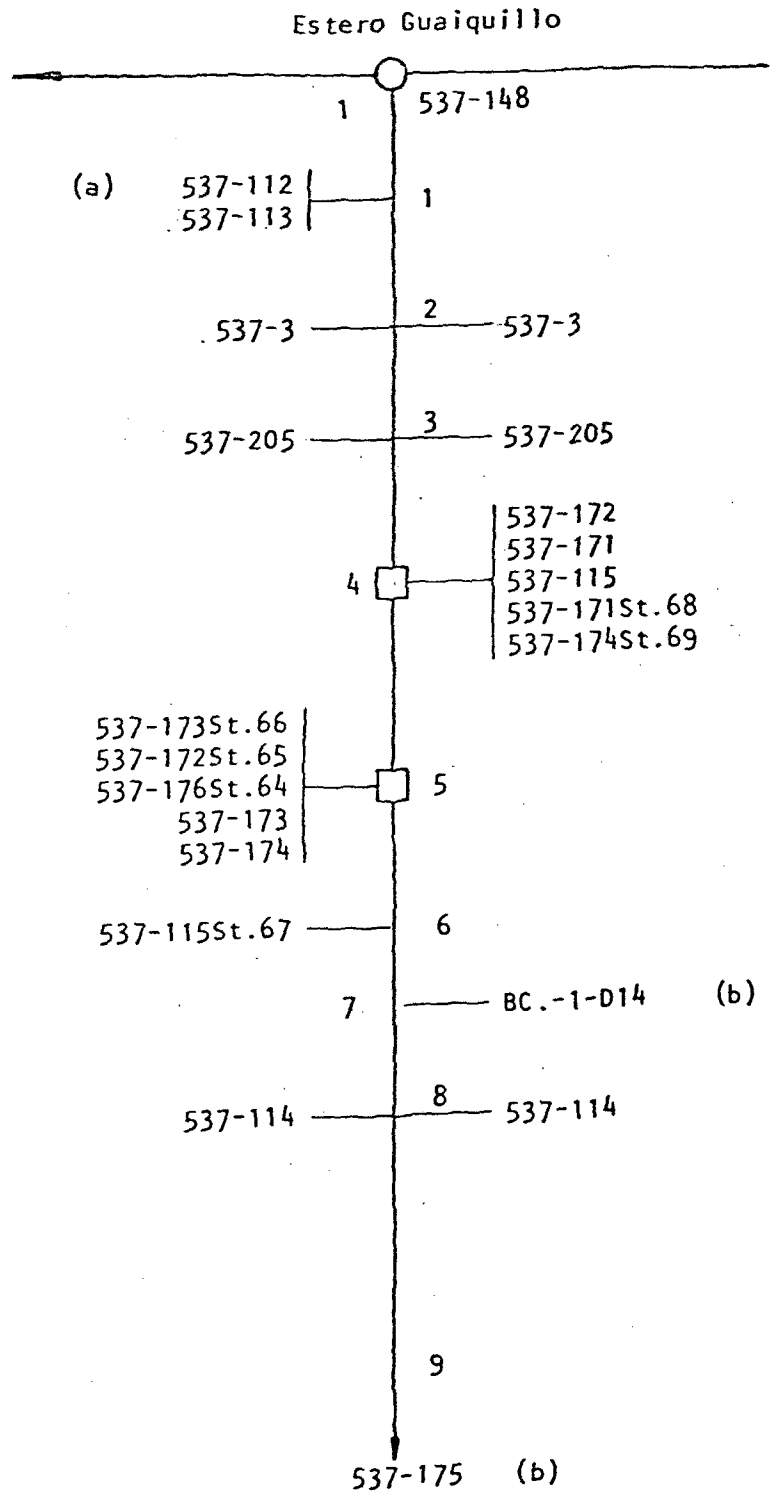 Estero Guaiquillo
1 537-148
(a) 537-112
537-113
1
2
537-3 537-3
3
537-205 537-205
537-172
537-171
4 537-115
537-171St.68
537-174St.69
537-173St.66
537-172St.65
537-176St.64 5
537-173
537-174
537-115St.67 6
7 BC.-1-D14 (b)
8
537-114 537-114
9
537-175 (b)